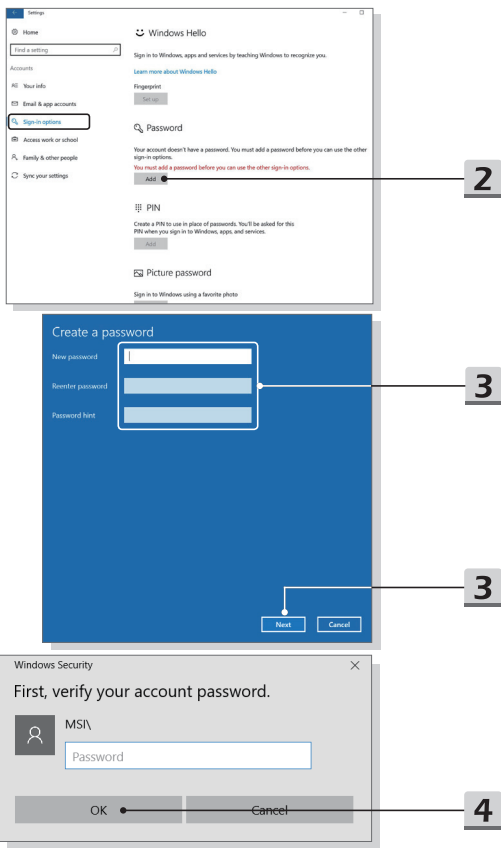 Settings
Home
Find a setting
Accounts
Your info
Email & app accounts
Sign-in options
Access work or school
Family & other people
Sync your settings
Windows Hello
Sign in to Windows, apps and services by teaching Windows to recognize you.
Learn more about Windows Hello
Fingerprint
Set up
Password
Your account doesn't have a password. You must add a password before you can use the other
sign-in options.
You must add a password before you can use the other sign-in options.
Add
2
PIN
Create a PIN to use in place of passwords. You'll be asked for this
PIN when you sign in to Windows, apps, and services.
Add
Picture password
Sign in to Windows using a favorite photo
Create a password
New password
Reenter password
3
Password hint
3
Next
Cancel
Windows Security
First, verify your account password.
MSI\
Password
OK
Cancel
4